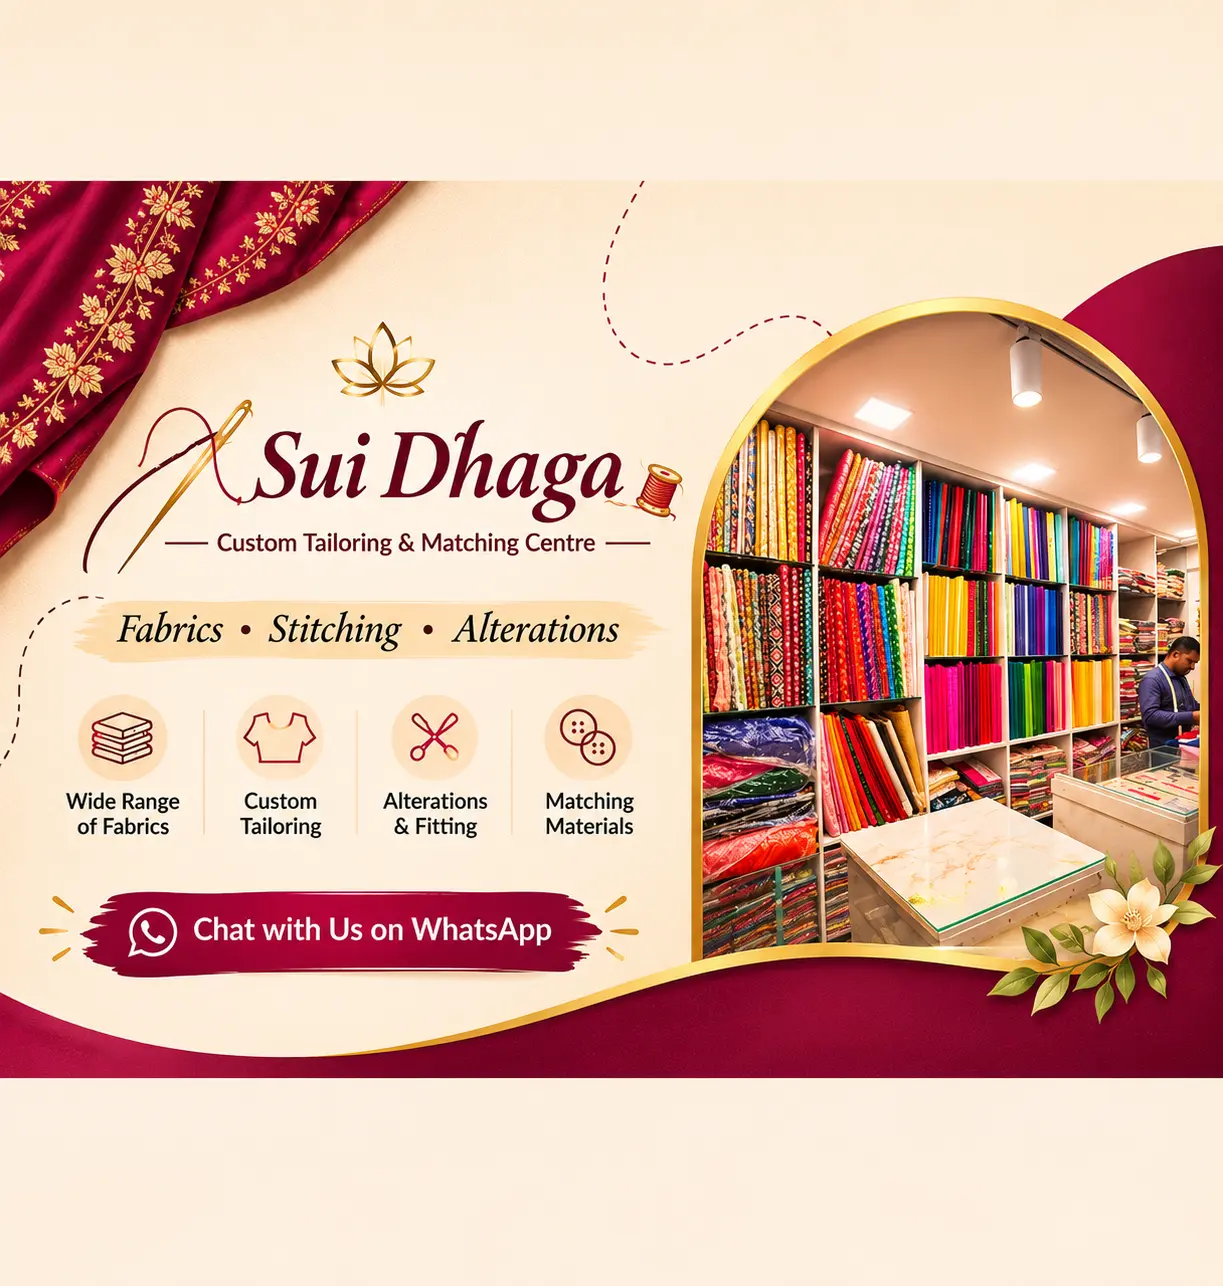 Sui Dhaga
Custom Tailoring & Matching Centre
Fabrics • Stitching • Alterations
Wide Range
of Fabrics
Custom
Tailoring
Alterations
& Fitting
Matching
Materials
Chat with Us on WhatsApp